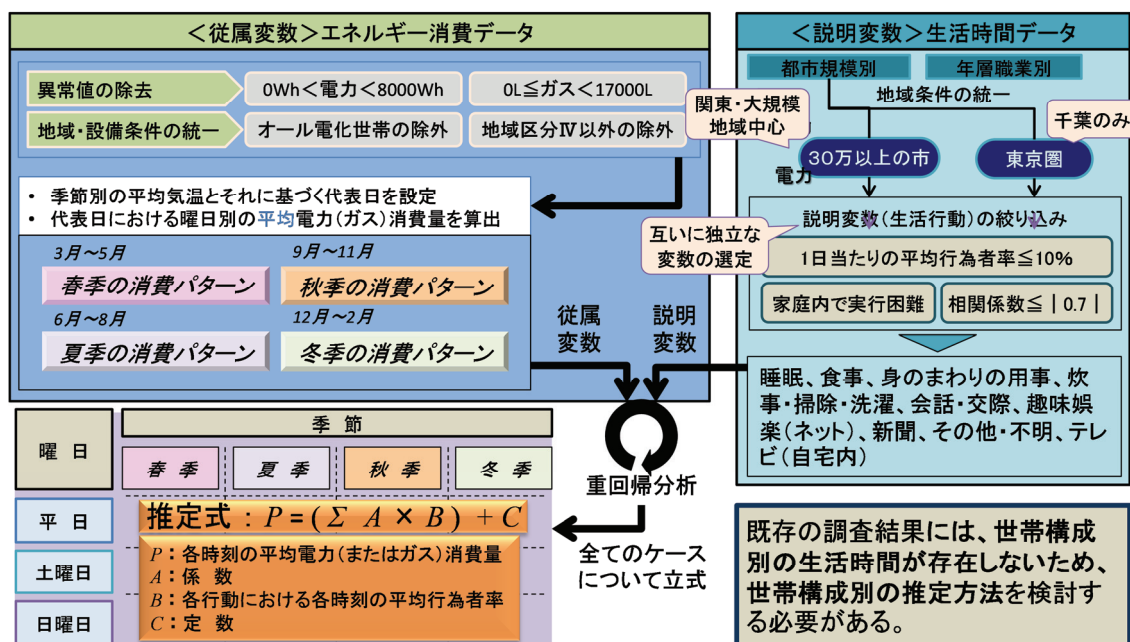 ＜従属変数＞エネルギー消費データ
異常値の除去
0Wh＜電力＜8000Wh
0L≦ガス＜17000L
地域・設備条件の統一
オール電化世帯の除外
地域区分Ⅳ以外の除外
• 季節別の平均気温とそれに基づく代表日を設定
• 代表日における曜日別の平均電力（ガス）消費量を算出
3月～5月
春季の消費パターン
9月～11月
秋季の消費パターン
6月～8月
夏季の消費パターン
12月～2月
冬季の消費パターン
＜説明変数＞生活時間データ
都市規模別
年層職業別
地域条件の統一
関東・大規模
地域中心
千葉のみ
30万以上の市
東京圏
電力
説明変数（生活行動）の絞り込み
互いに独立な
変数の選定
1日当たりの平均行為者率≦10%
家庭内で実行困難
相関係数≦｜0.7｜
睡眠、食事、身のまわりの用事、炊
事・掃除・洗濯、会話・交際、趣味娯
楽（ネット）、新聞、その他・不明、テレ
ビ（自宅内）
従属
変数
説明
変数
重回帰分析
全てのケース
について立式
曜 日
季 節
春 季
夏 季
秋 季
冬 季
平 日
土曜日
日曜日
推定式 : P =( Σ A × B ) + C
P：各時刻の平均電力（またはガス）消費量
A：係 数
B：各行動における各時刻の平均行為者率
C：定 数
既存の調査結果には、世帯構成
別の生活時間が存在しないため、
世帯構成別の推定方法を検討す
る必要がある。